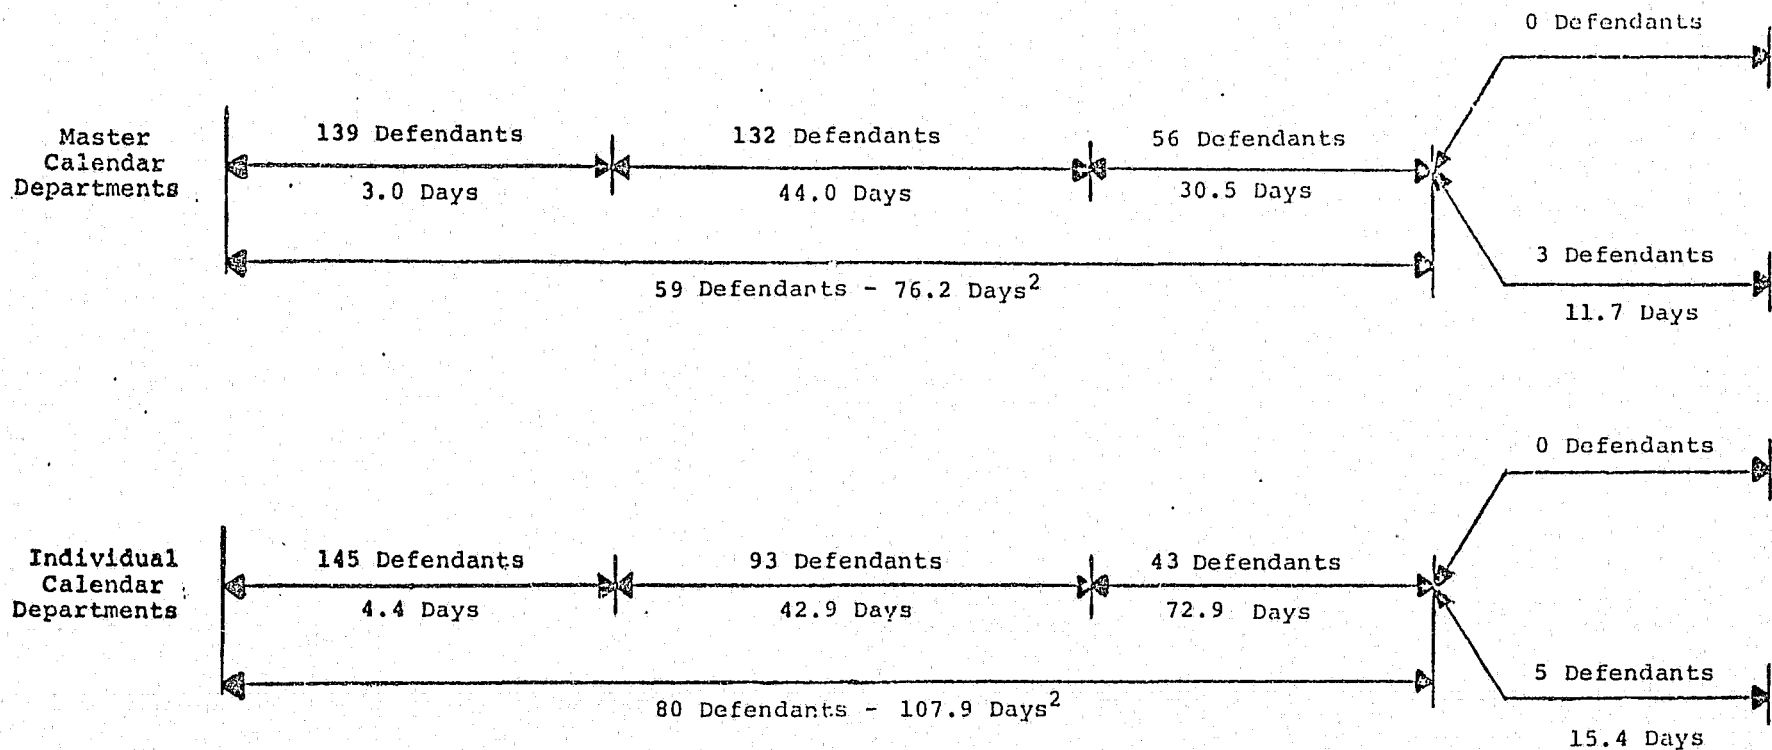 0 Defendants
Master
Calendar
Departments
139 Defendants
3.0 Days
132 Defendants
44.0 Days
56 Defendants
30.5 Days
59 Defendants - 76.2 Days²
3 Defendants
11.7 Days
0 Defendants
Individual
Calendar
Departments
145 Defendants
4.4 Days
93 Defendants
42.9 Days
43 Defendants
72.9 Days
80 Defendants - 107.9 Days²
5 Defendants
15.4 Days